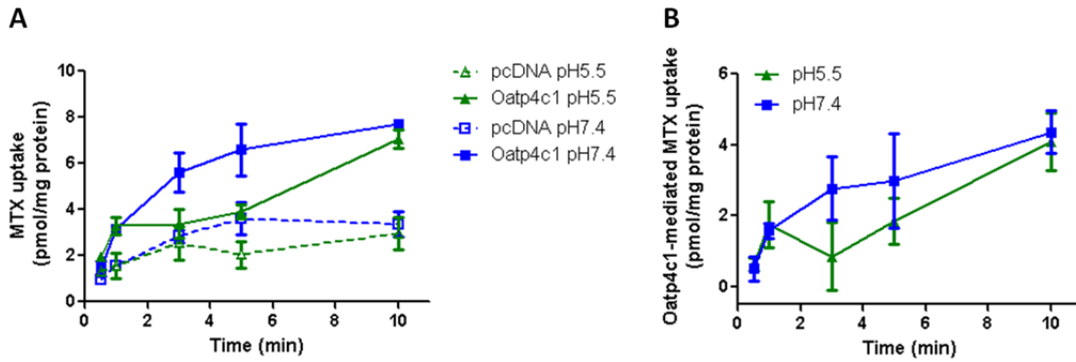 A
MTX uptake
(pmol/mg protein)
10
8
6
4
2
0
0
2
4
6
8
10
Time (min)
pcDNA pH5.5
Oatp4c1 pH5.5
pcDNA pH7.4
Oatp4c1 pH7.4
B
Oatp4c1-mediated MTX uptake
(pmol/mg protein)
6
4
2
0
0
2
4
6
8
10
Time (min)
pH5.5
pH7.4